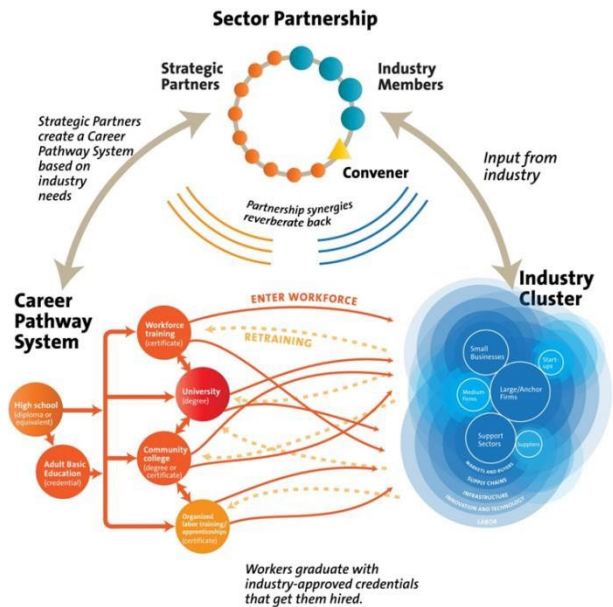 Sector Partnership
Strategic
Partners
Industry
Members
Convener
Strategic Partners
create a Career
Pathway System
based on
industry
needs
Input from
industry
Partnership synergies
reverberate back
Career
Pathway
System
Industry
Cluster
ENTER WORKFORCE
RETRAINING
Workforce
training
(certificate)
University
(degree)
High school
(diploma or
equivalent)
Adult Basic
Education
(credential)
Community
college
(degree or
certificate)
Organized
labor training/
apprenticeships
(certificate)
Small
Businesses
Start-
ups
Medium
Firms
Large/Anchor
Firms
Support
Sectors
Suppliers
MARKETS AND BUYERS
SUPPLY CHAINS
INFRASTRUCTURE
INNOVATION AND TECHNOLOGY
LABOR
Workers graduate with
industry-approved credentials
that get them hired.